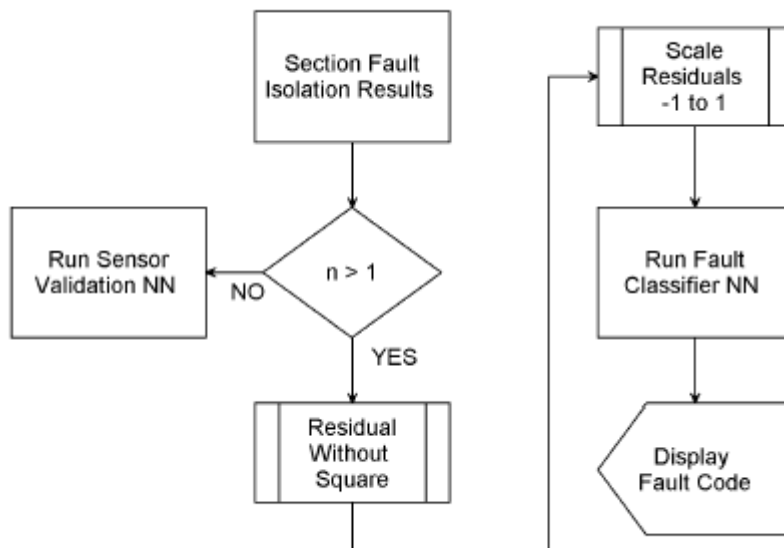 Section Fault
Isolation Results
n > 1
NO
YES
Run Sensor
Validation NN
Residual
Without
Square
Scale
Residuals
-1 to 1
Run Fault
Classifier NN
Display
Fault Code